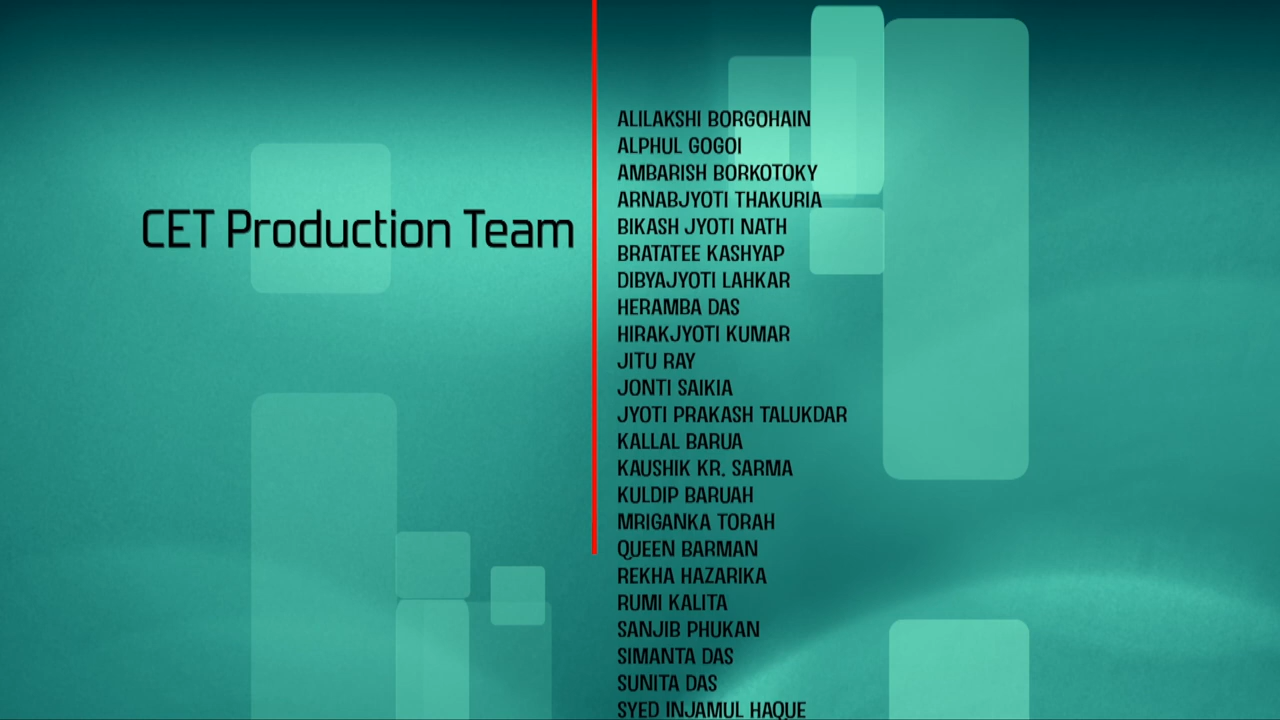 CET Production Team
ALILAKSHI BORGOHAIN
ALPHUL GOGOI
AMBARISH BORKOTOKY
ARNABJYOTI THAKURIA
BIKASH JYOTI NATH
BRATATEE KASHYAP
DIBYAJYOTI LAHKAR
HERAMBA DAS
HIRAKJYOTI KUMAR
JITU RAY
JONTI SAIKIA
JYOTI PRAKASH TALUKDAR
KALLAL BARUA
KAUSHIK KR. SARMA
KULDIP BARUAH
MRIGANKA TORAH
QUEEN BARMAN
REKHA HAZARIKA
RUMI KALITA
SANJIB PHUKAN
SIMANTA DAS
SUNITA DAS
SYED INJAMUL HAQUE